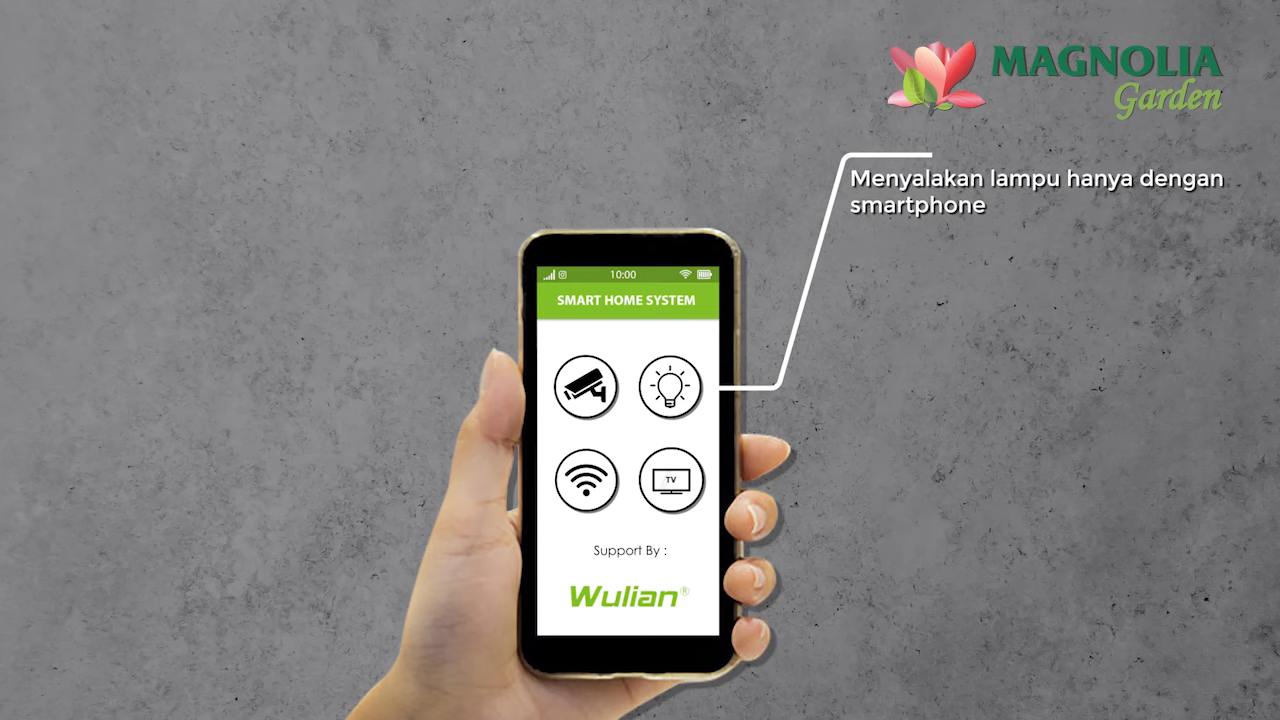 MAGNOLIA
Garden
Menyalakan lampu hanya dengan
smartphone
10:00
SMART HOME SYSTEM
TV
Support By :
Wulian®